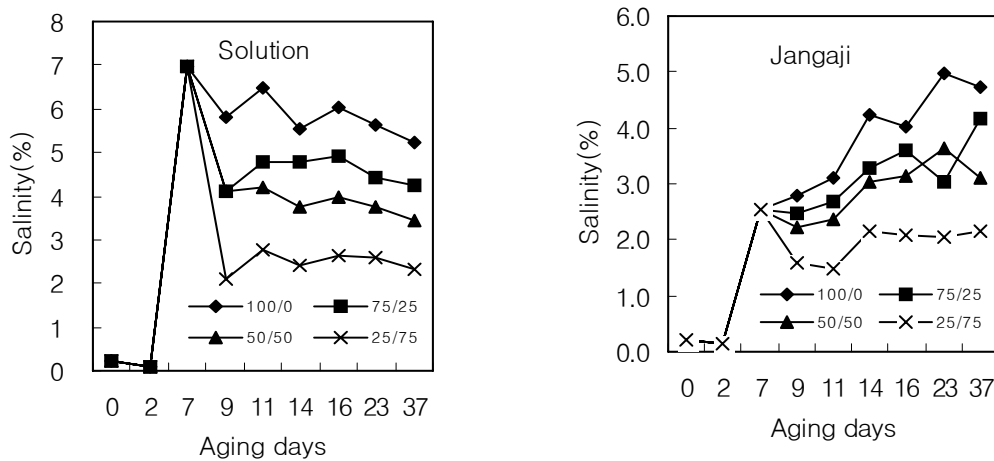 Solution
Salinity(%)
8
7
6
5
4
3
2
1
0
100/0 75/25
50/50 25/75
0 2 7 9 11 14 16 23 37
Aging days
Jangaji
Salinity(%)
6.0
5.0
4.0
3.0
2.0
1.0
0.0
100/0 75/25
50/50 25/75
0 2 7 9 11 14 16 23 37
Aging days